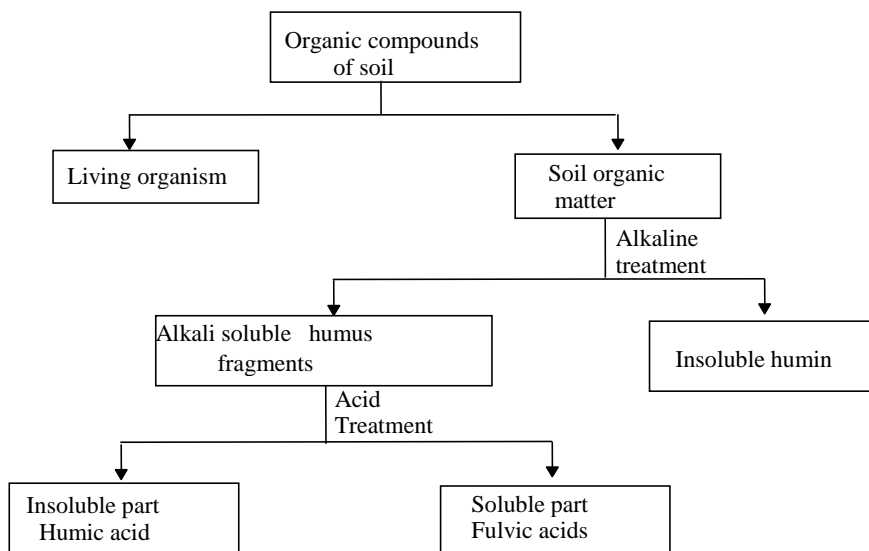 Organic compounds
of soil
Living organism
Soil organic
matter
Alkaline
treatment
Alkali soluble humus
fragments
Insoluble humin
Acid
Treatment
Insoluble part
Humic acid
Soluble part
Fulvic acids